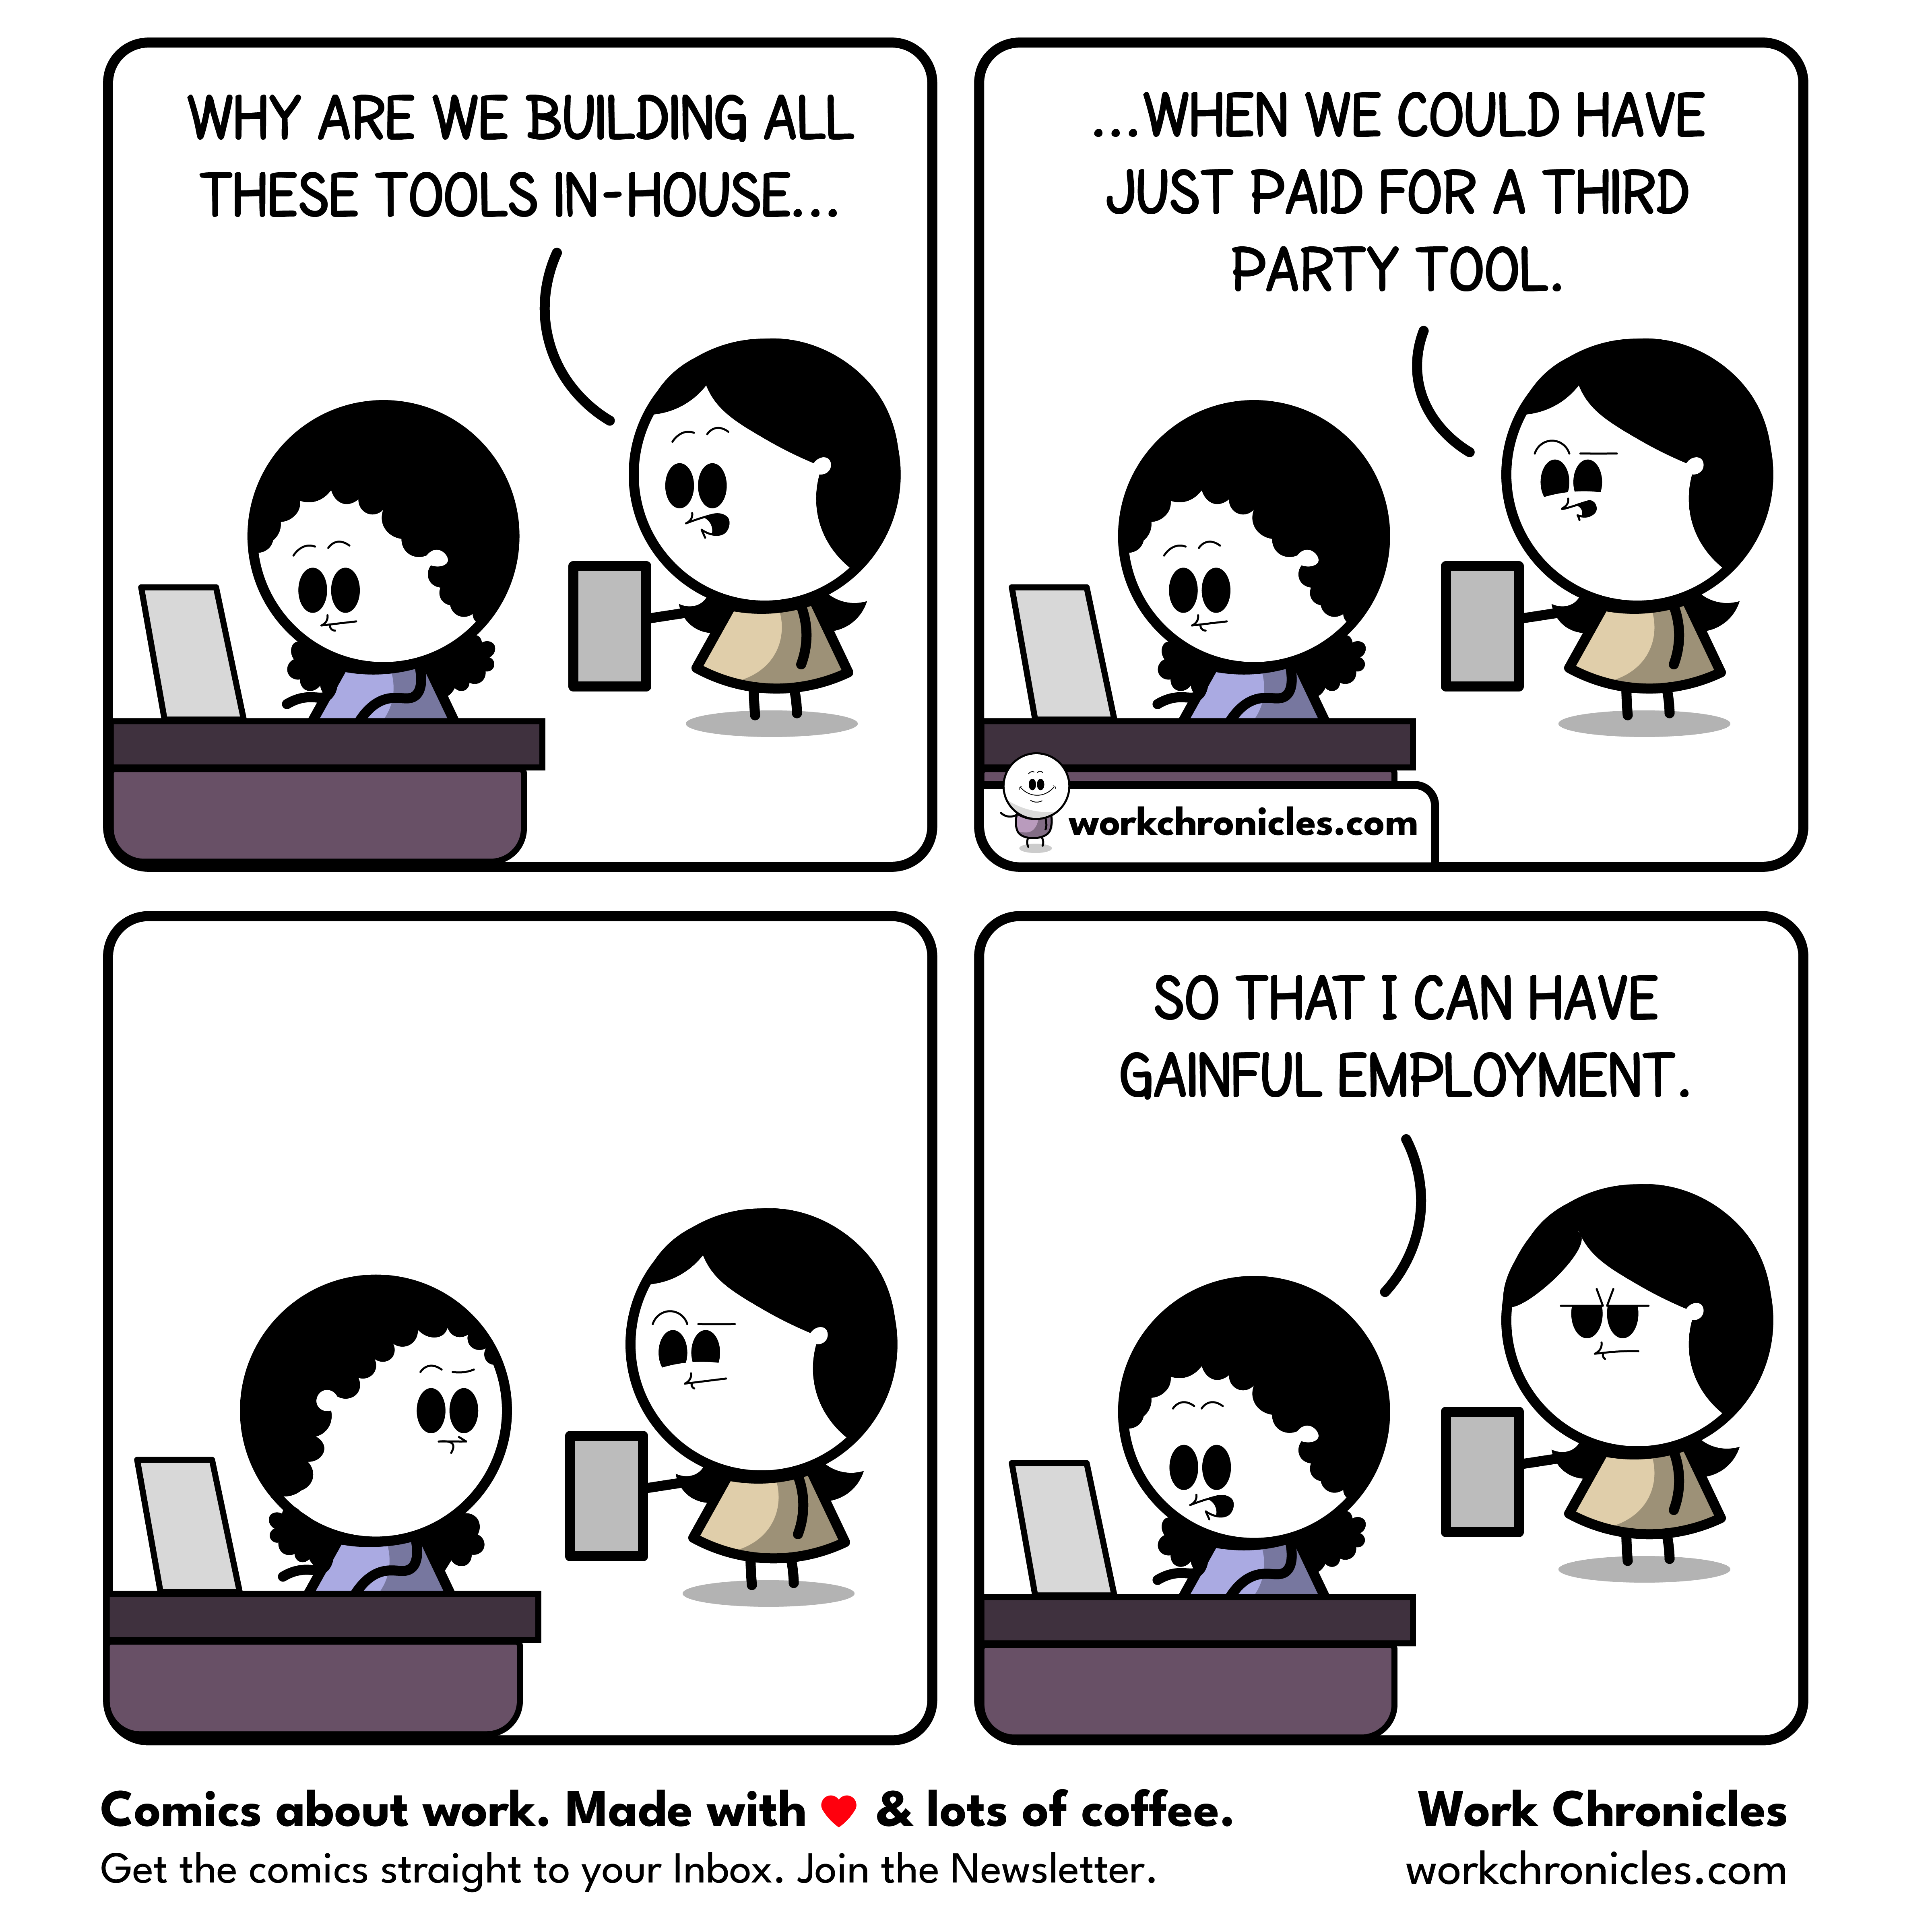 WHY ARE WE BUILDING ALL
THESE TOOLS IN-HOUSE...
...WHEN WE COULD HAVE
JUST PAID FOR A THIRD
PARTY TOOL.
workchronicles.com
SO THAT I CAN HAVE
GAINFUL EMPLOYMENT.
Comics about work. Made with ❤ & lots of coffee.
Get the comics straight to your Inbox. Join the Newsletter.
Work Chronicles
workchronicles.com